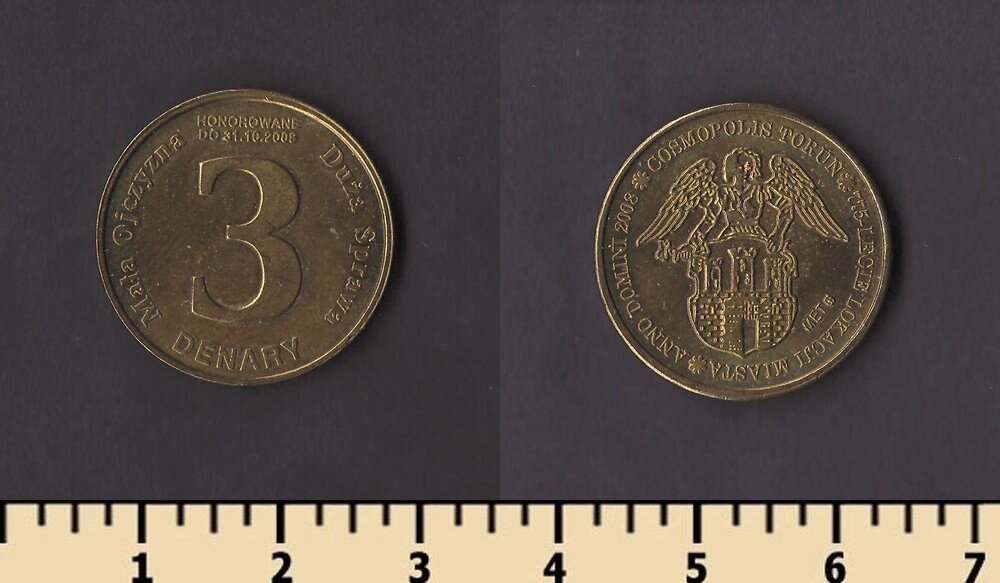 HONOROWANE
DO 31.10.2008
Mała Ojczyzna
Duża Sprawa
3
DENARY
ANNO DOMINI 2008 * COSMOPOLIS TORUN * 775-LECIE LOKACJI MIASTA *
1 2 3 4 5 6 7